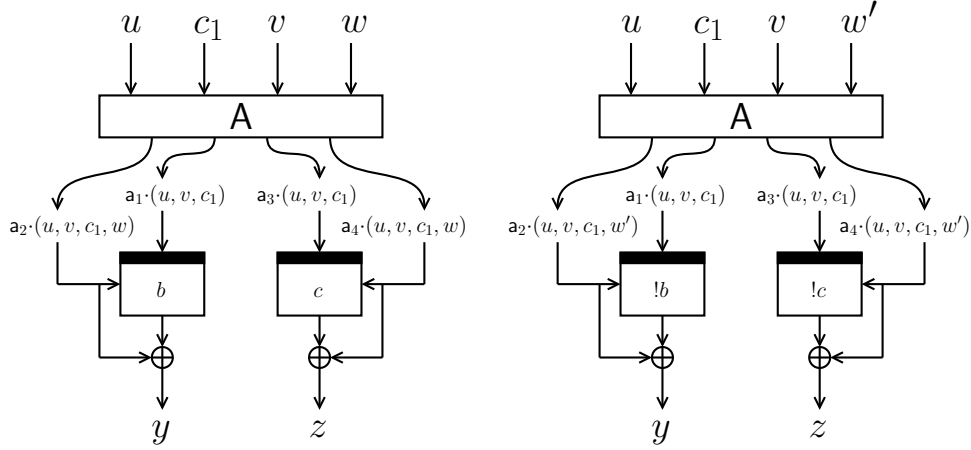 u c₁ v w u c₁ v w′
A A
a₁·(u, v, c₁) a₃·(u, v, c₁) a₁·(u, v, c₁) a₃·(u, v, c₁)
a₂·(u, v, c₁, w) a₄·(u, v, c₁, w) a₂·(u, v, c₁, w′) a₄·(u, v, c₁, w′)
b c !b !c
y z y z